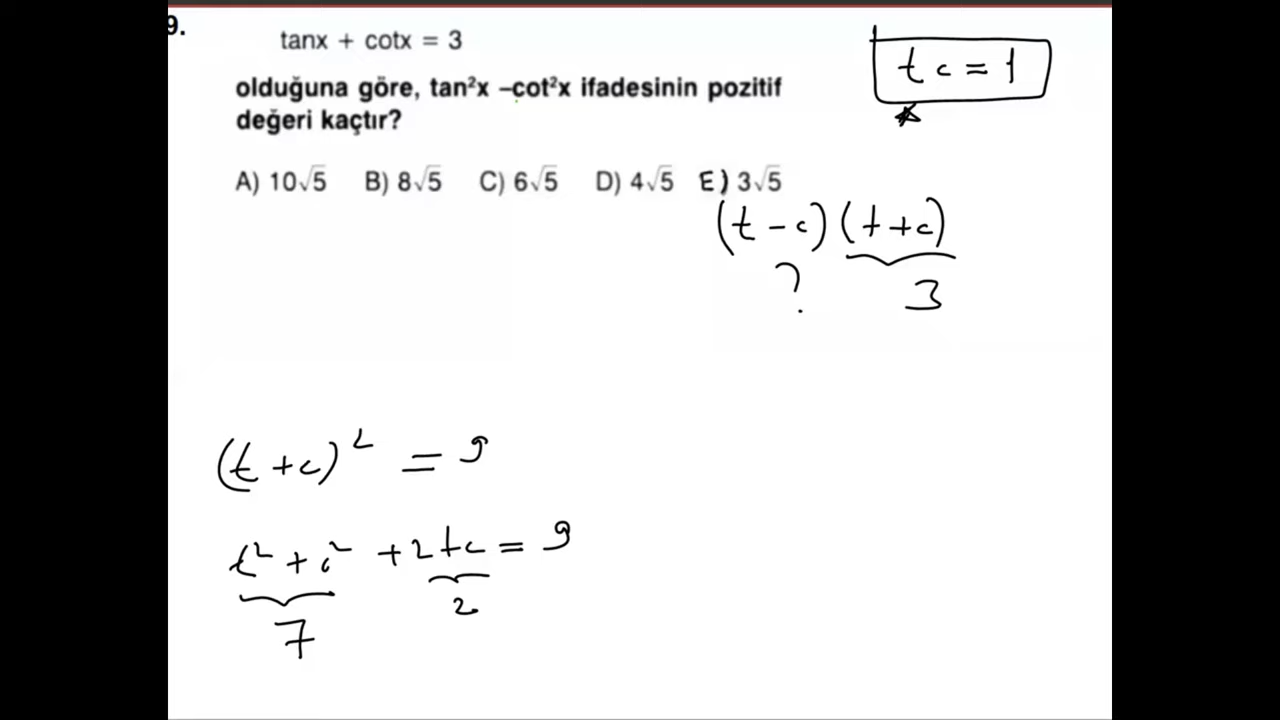 9.
tanx + cotx = 3
olduğuna göre, tan²x –cot²x ifadesinin pozitif
değeri kaçtır?
A) 10√5 B) 8√5 C) 6√5 D) 4√5 E) 3√5
t c = 1
(t - c) (t + c)
? 3
(t + c)² = 9
t² + c² + 2tc = 9
7 2